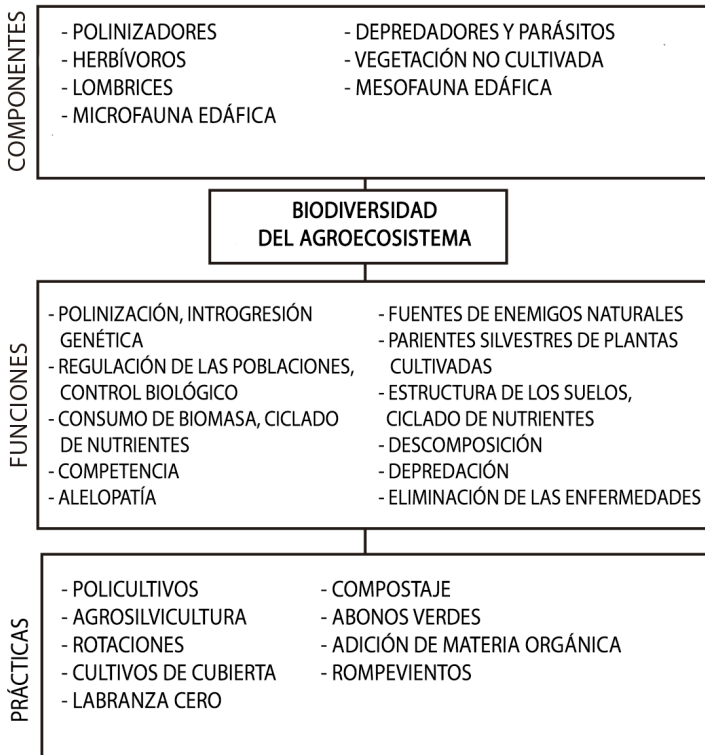 COMPONENTES
- POLINIZADORES
- HERBÍVOROS
- LOMBRICES
- MICROFAUNA EDÁFICA
- DEPREDADORES Y PARÁSITOS
- VEGETACIÓN NO CULTIVADA
- MESOFAUNA EDÁFICA
BIODIVERSIDAD
DEL AGROECOSISTEMA
FUNCIONES
- POLINIZACIÓN, INTROGRESIÓN
GENÉTICA
- REGULACIÓN DE LAS POBLACIONES,
CONTROL BIOLÓGICO
- CONSUMO DE BIOMASA, CICLADO
DE NUTRIENTES
- COMPETENCIA
- ALELOPATÍA
- FUENTES DE ENEMIGOS NATURALES
- PARIENTES SILVESTRES DE PLANTAS
CULTIVADAS
- ESTRUCTURA DE LOS SUELOS,
CICLADO DE NUTRIENTES
- DESCOMPOSICIÓN
- DEPREDACIÓN
- ELIMINACIÓN DE LAS ENFERMEDADES
PRÁCTICAS
- POLICULTIVOS
- AGROSILVICULTURA
- ROTACIONES
- CULTIVOS DE CUBIERTA
- LABRANZA CERO
- COMPOSTAJE
- ABONOS VERDES
- ADICIÓN DE MATERIA ORGÁNICA
- ROMPEVIENTOS